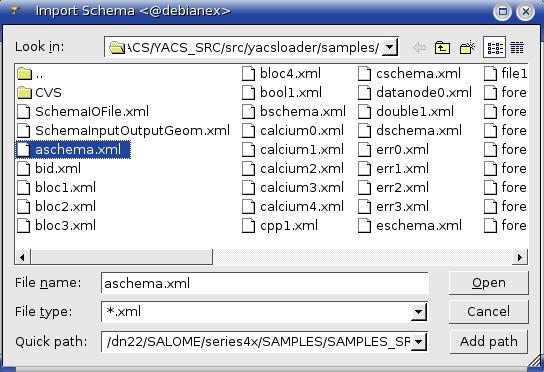 Import Schema <@debianex>
Look in: \ACS/YACS_SRC/src/yacsloader/samples/
..
CVS
SchemaIOFile.xml
SchemaInputOutputGeom.xml
aschema.xml
bid.xml
bloc1.xml
bloc2.xml
bloc3.xml
bloc4.xml
bool1.xml
bschema.xml
calcium0.xml
calcium1.xml
calcium2.xml
calcium3.xml
calcium4.xml
cpp1.xml
cschema.xml
datanode0.xml
double1.xml
dschema.xml
err0.xml
err1.xml
err2.xml
err3.xml
eschema.xml
file1
fore
fore
fore
fore
fore
fore
fore
fore
File name: aschema.xml Open
File type: *.xml Cancel
Quick path: /dn22/SALOME/series4x/SAMPLES/SAMPLES_SR Add path